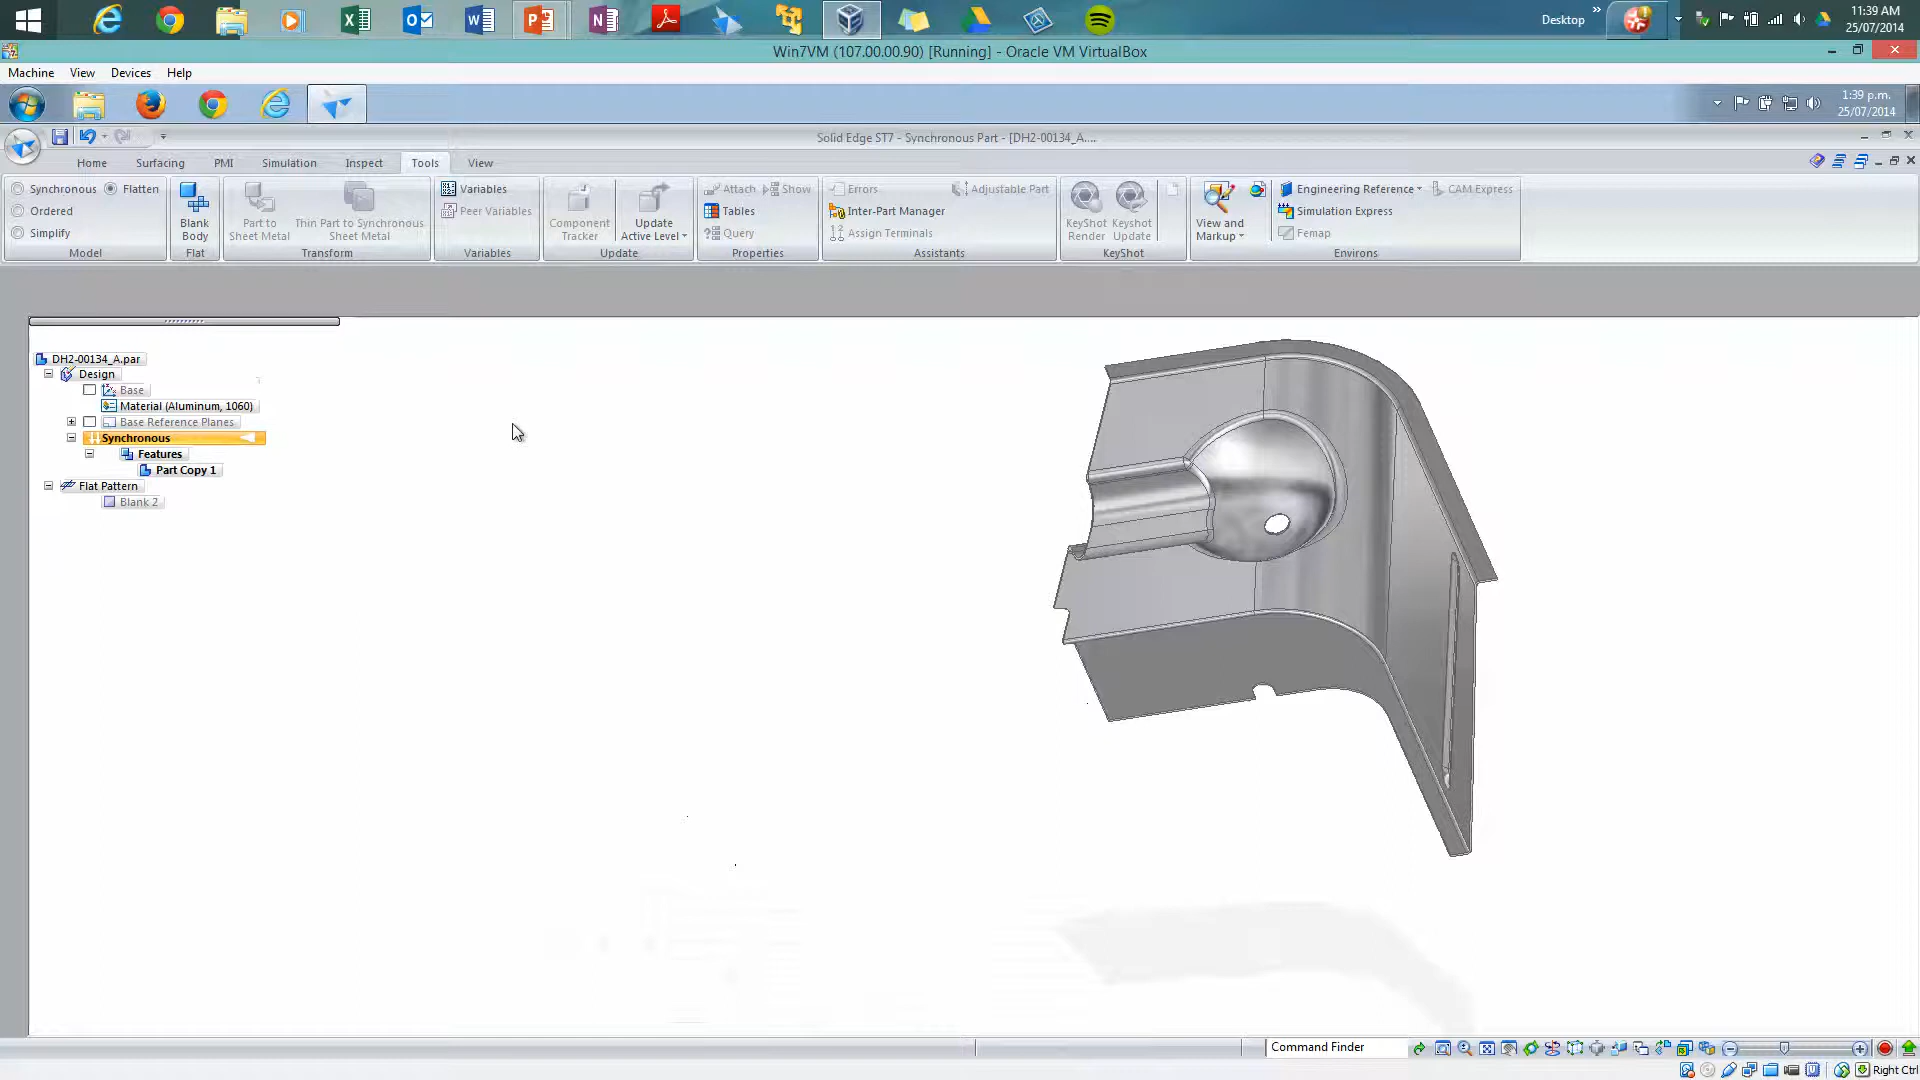 Desktop
11:39 AM
25/07/2014
Win7VM (107.00.00.90) [Running] - Oracle VM VirtualBox
Machine View Devices Help
1:39 p.m.
25/07/2014
Solid Edge ST7 - Synchronous Part - [DH2-00134_A....
Home Surfacing PMI Simulation Inspect Tools View
Synchronous Flatten
Ordered
Simplify
Model
Blank
Body
Flat
Part to
Sheet Metal
Thin Part to Synchronous
Sheet Metal
Transform
Variables
Peer Variables
Variables
Component
Tracker
Update
Active Level
Update
Attach Show
Tables
Query
Properties
Errors Adjustable Part
Inter-Part Manager
Assign Terminals
Assistants
KeyShot
Render
Keyshot
Update
KeyShot
View and
Markup
Engineering Reference CAM Express
Simulation Express
Femap
Environs
DH2-00134_A.par
Design
Base
Material (Aluminum, 1060)
Base Reference Planes
Synchronous
Features
Part Copy 1
Flat Pattern
Blank 2
Command Finder
Right Ctrl